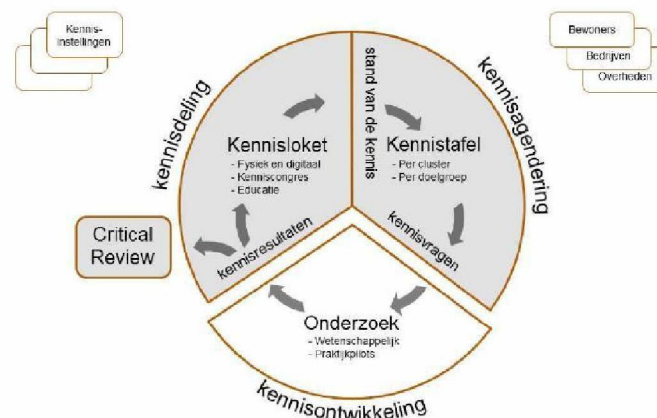 Kennis-
instellingen
Bewoners
Bedrijven
Overheden
kennisdeling
stand van de kennis
kennisagendering
Kennisloket
- Fysiek en digitaal
- Kenniscongres
- Educatie
Kennistafel
- Per cluster
- Per doelgroep
Critical
Review
kennisresultaten
kennisvragen
Onderzoek
- Wetenschappelijk
- Praktijkpilots
kennisontwikkeling